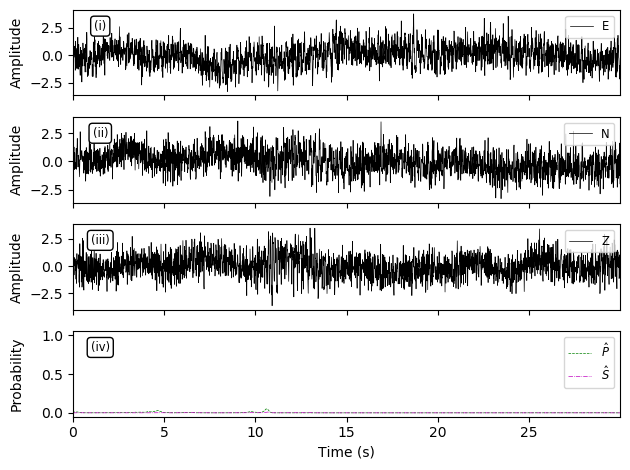 (i)
E
Amplitude
2.5
0.0
−2.5
(ii)
N
Amplitude
2.5
0.0
−2.5
(iii)
Z
Amplitude
2.5
0.0
−2.5
(iv)
P̂
Ŝ
Probability
1.0
0.5
0.0
0 5 10 15 20 25
Time (s)